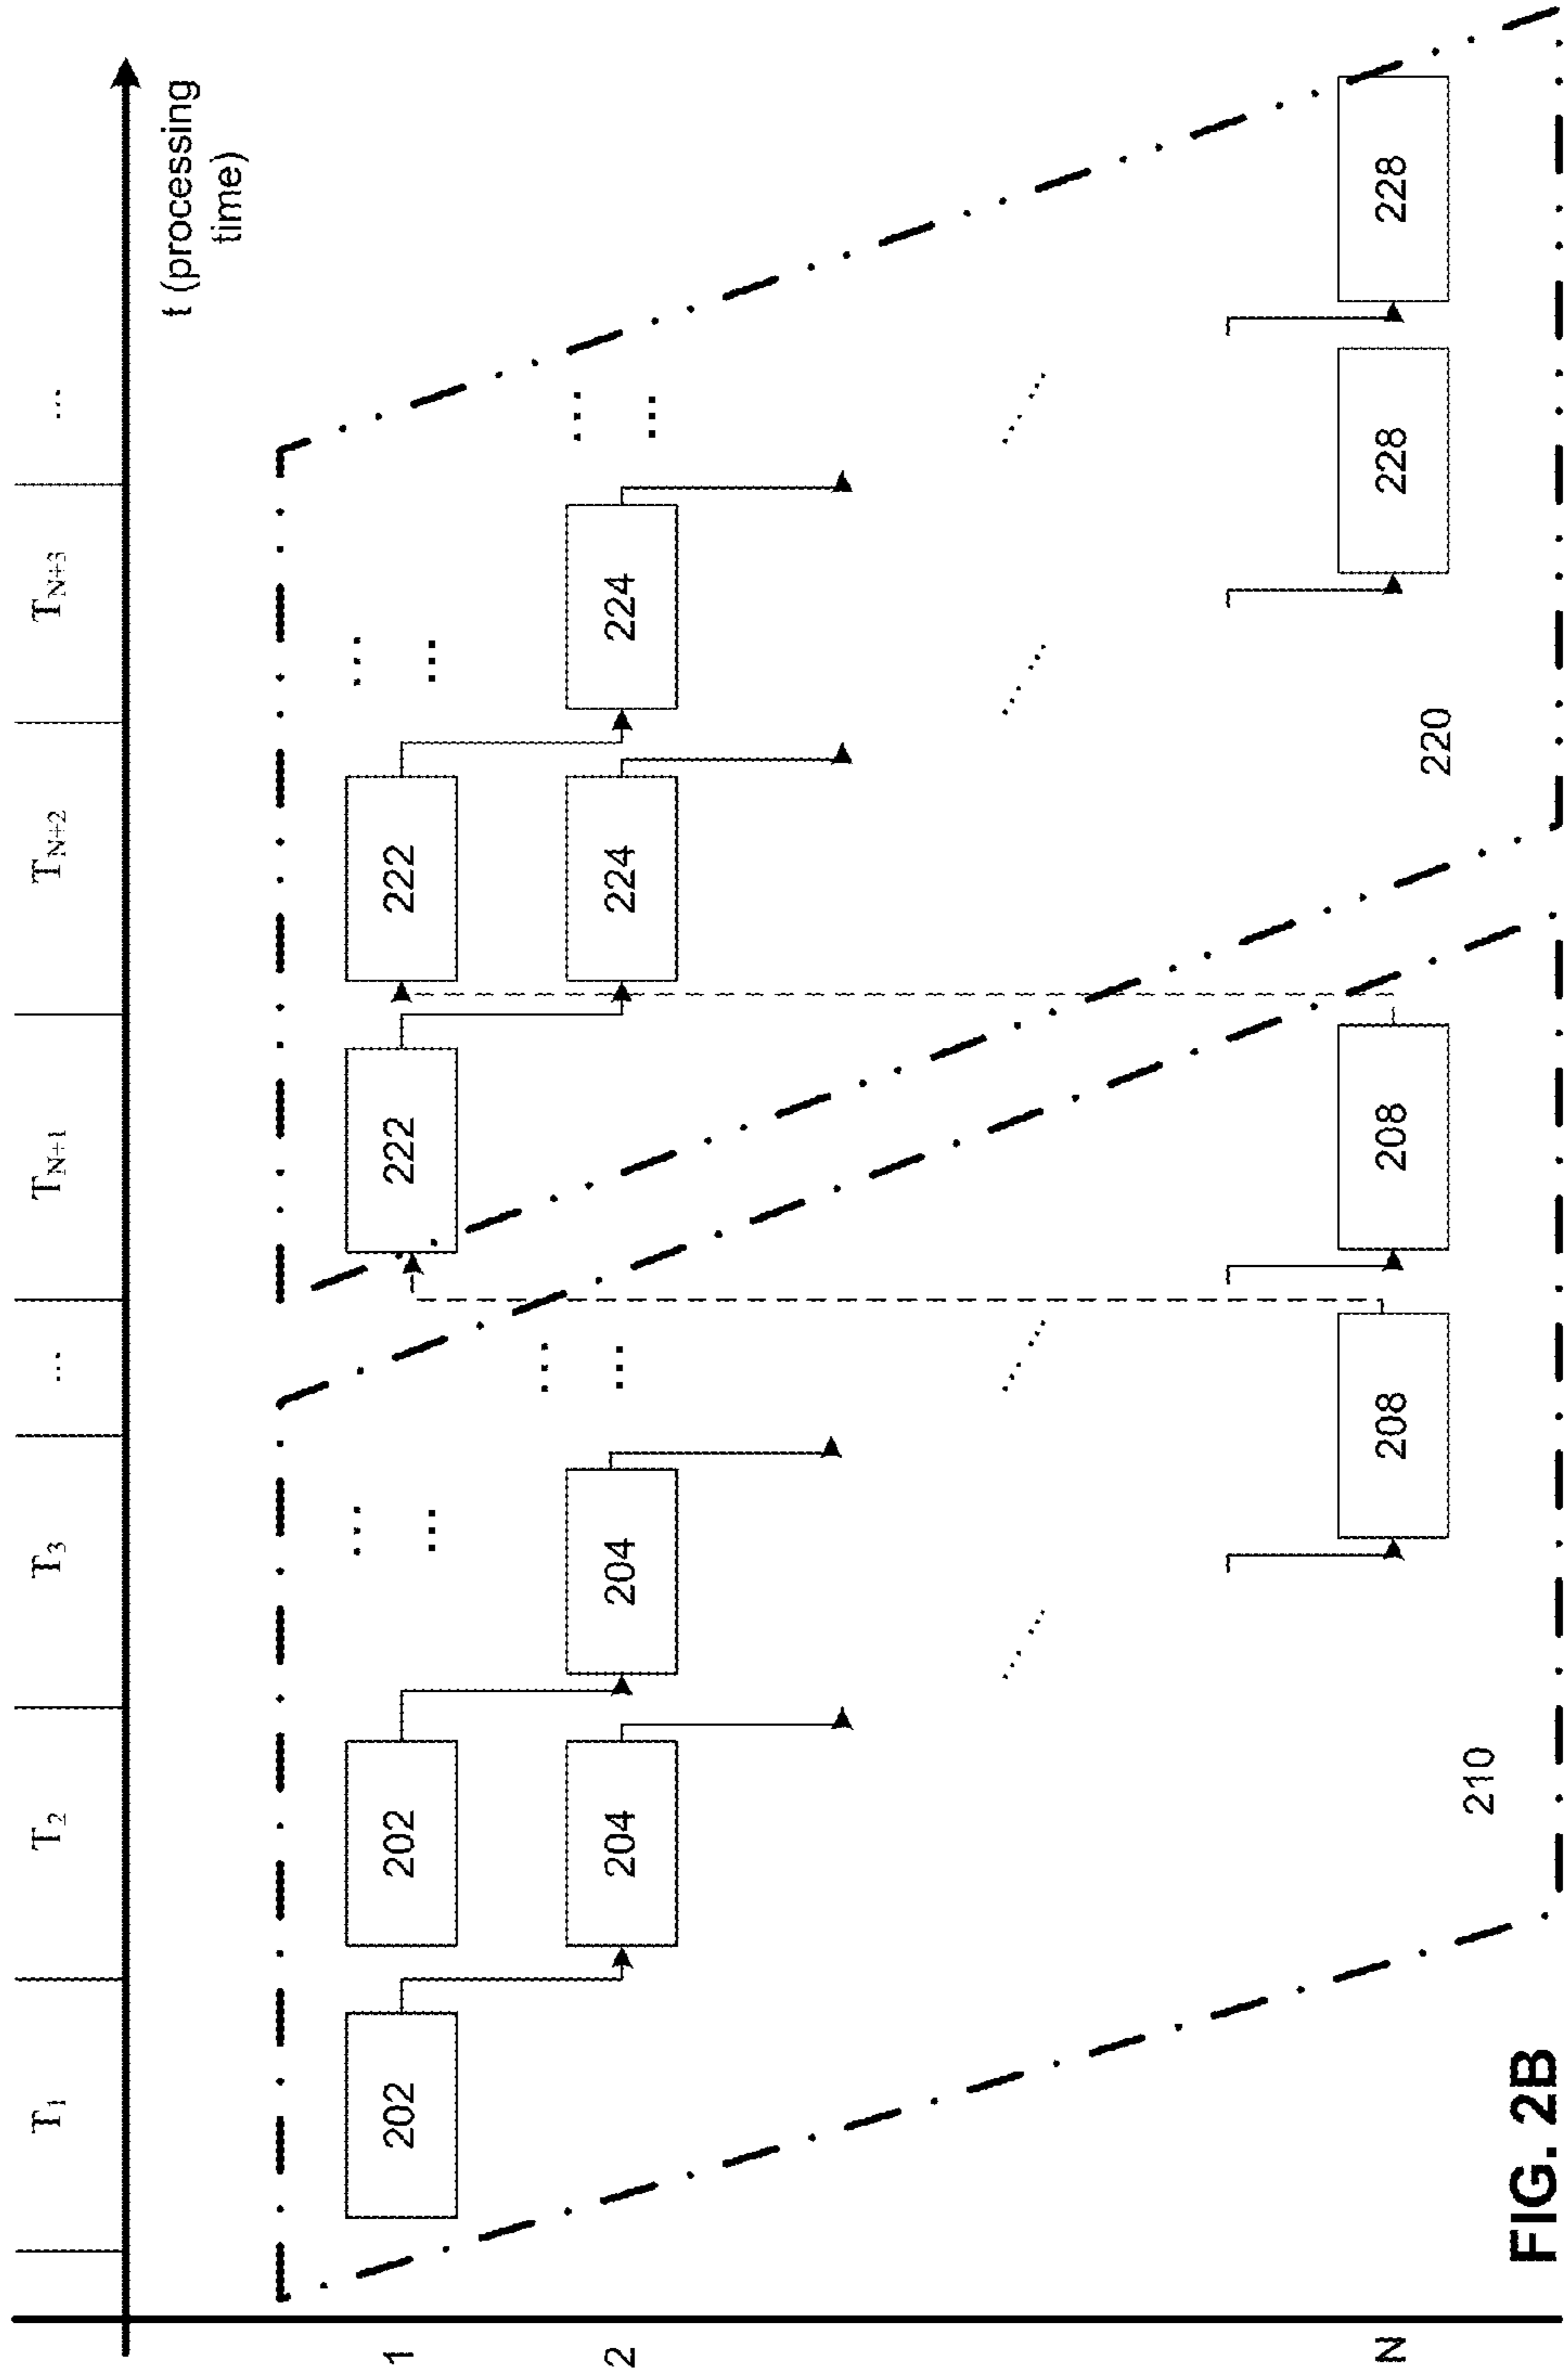 T₁ T₂ T₃ ... Tₙ₊₁ Tₙ₊₂ Tₙ₊₃ ...
t (processing
time)
1 202 202 ... 222 222 ...
...
...
2 204 204 ... 224 224 ...
...
...
N 208 208 228 228
210 220
FIG. 2B